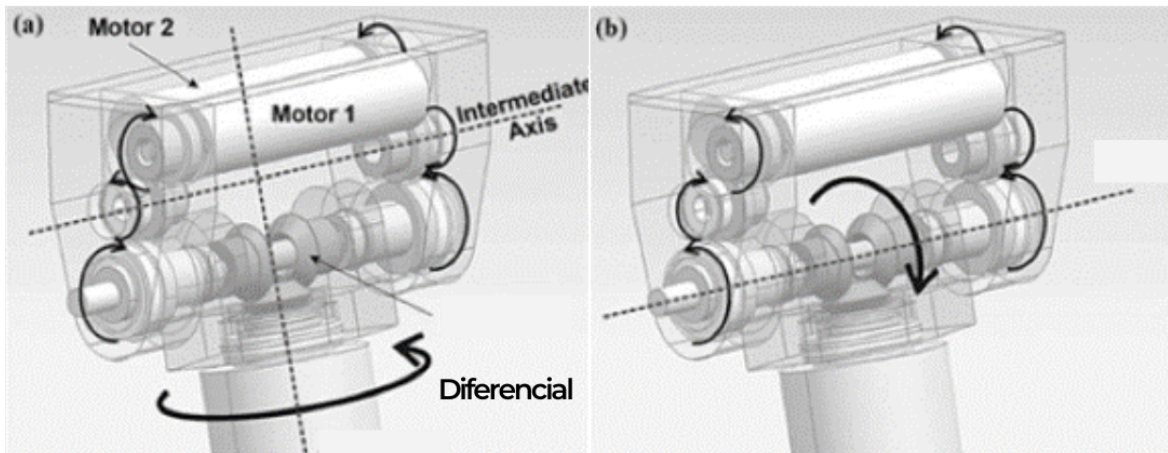 (a)
Motor 2
Motor 1
Intermediate
Axis
Diferencial
(b)